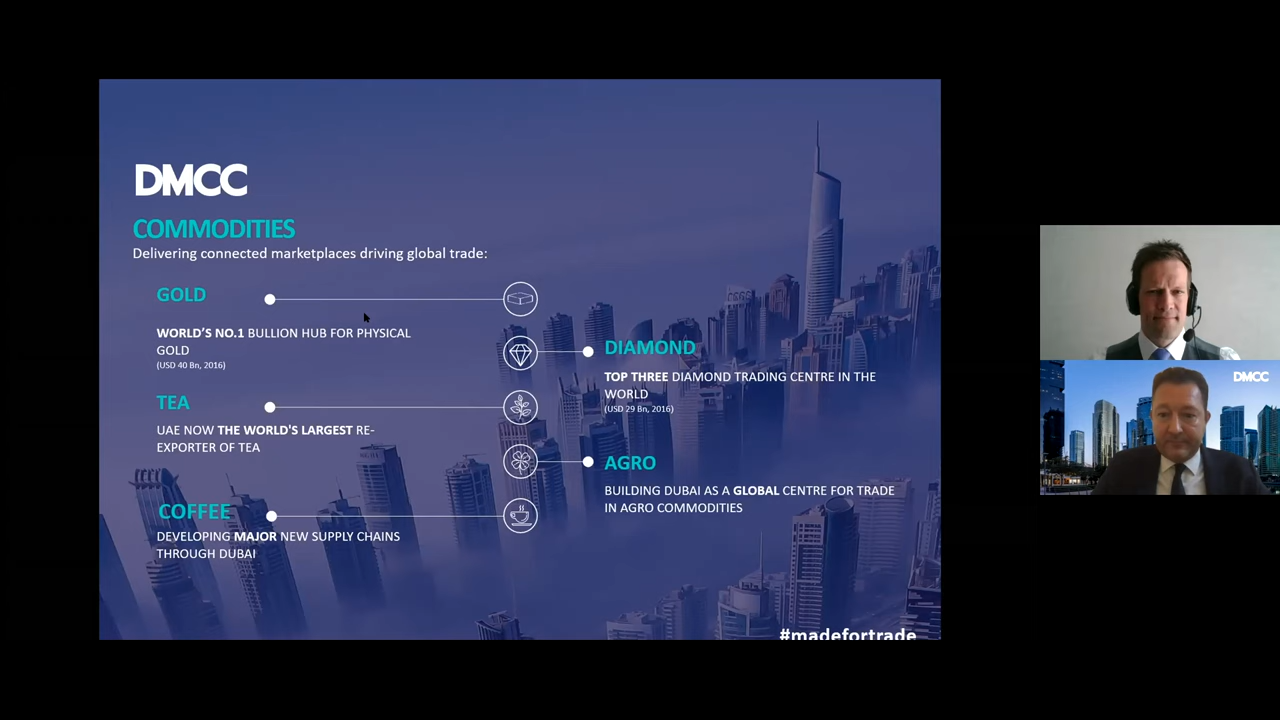 DMCC
COMMODITIES
Delivering connected marketplaces driving global trade:
GOLD
WORLD'S NO.1 BULLION HUB FOR PHYSICAL
GOLD
(USD 40 Bn, 2016)
DIAMOND
TOP THREE DIAMOND TRADING CENTRE IN THE
WORLD
(USD 29 Bn, 2016)
TEA
UAE NOW THE WORLD'S LARGEST RE-
EXPORTER OF TEA
AGRO
BUILDING DUBAI AS A GLOBAL CENTRE FOR TRADE
IN AGRO COMMODITIES
COFFEE
DEVELOPING MAJOR NEW SUPPLY CHAINS
THROUGH DUBAI
#madefortrade
DMCC